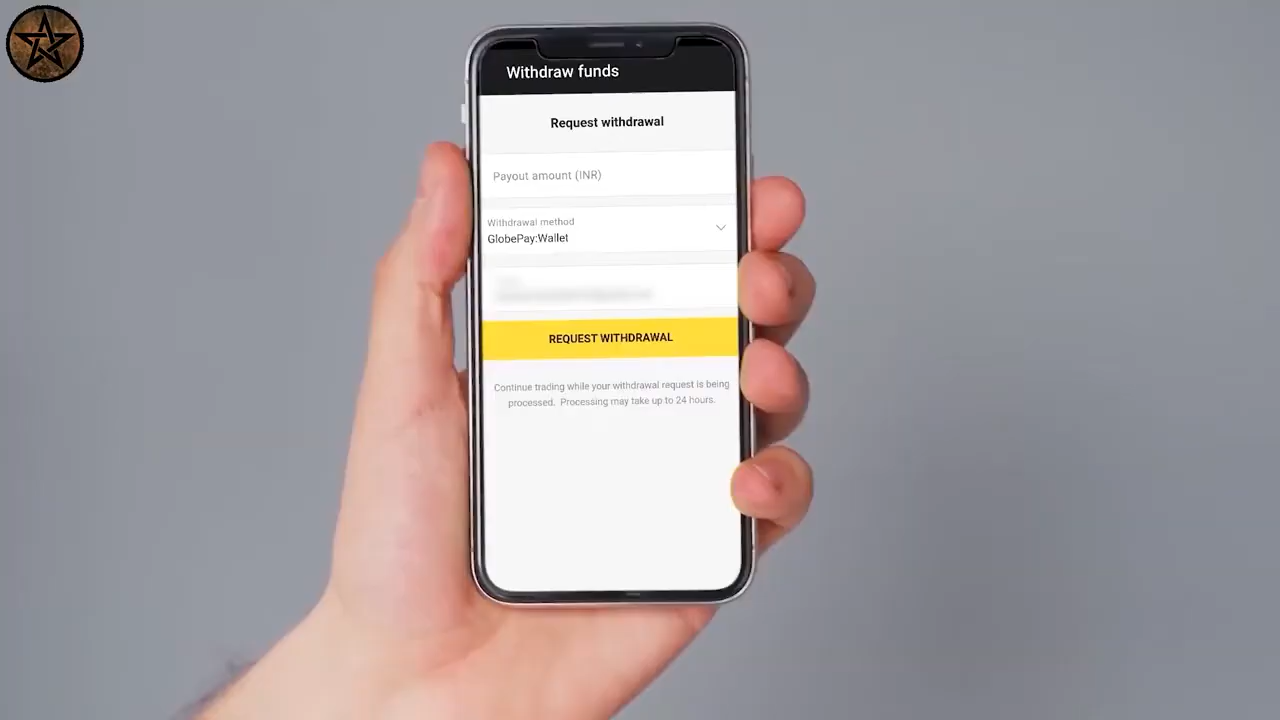 Withdraw funds
Request withdrawal
Payout amount (INR)
Withdrawal method
GlobePay:Wallet
REQUEST WITHDRAWAL
Continue trading while your withdrawal request is being
processed. Processing may take up to 24 hours.